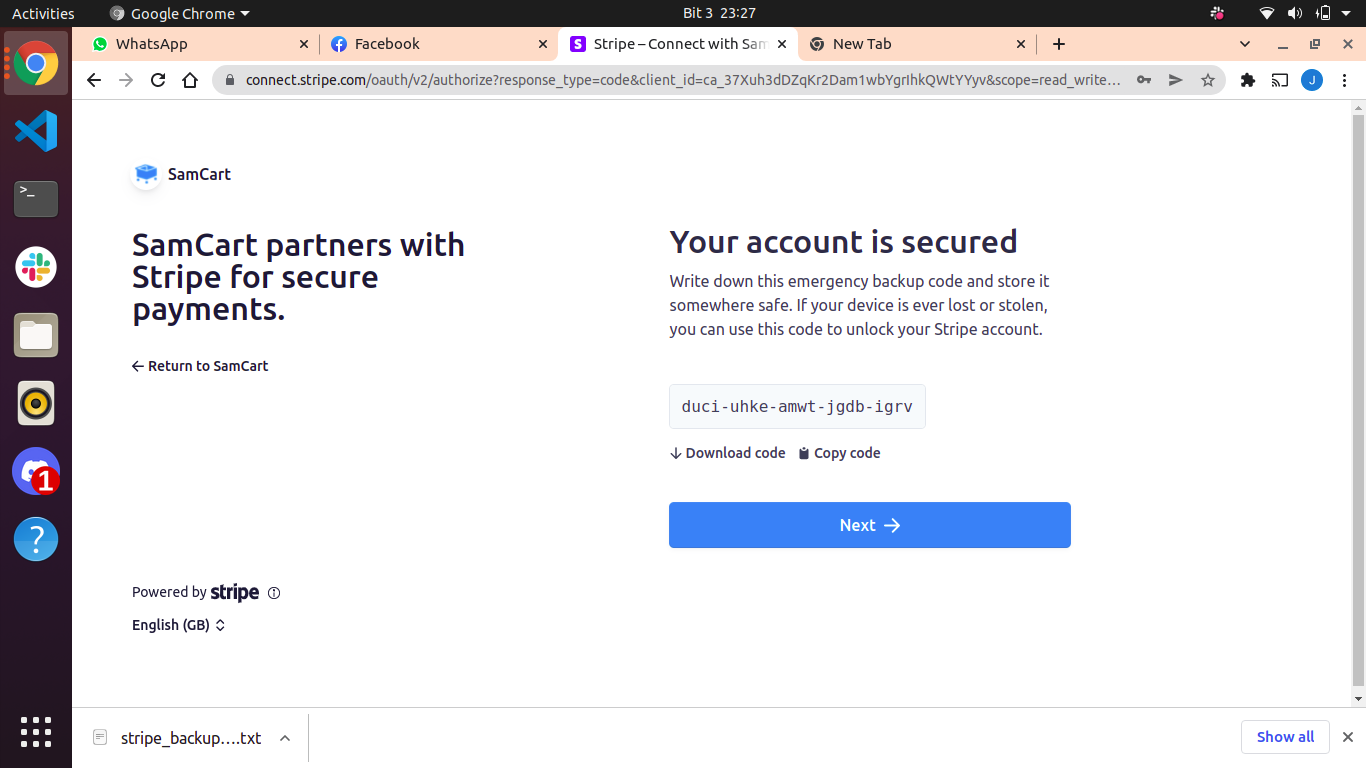 Activities
Google Chrome
Bit 3 23:27
WhatsApp
Facebook
Stripe – Connect with Sam
New Tab
connect.stripe.com/oauth/v2/authorize?response_type=code&client_id=ca_37Xuh3dDZqKr2Dam1wbYgrIhkQWtYYyv&scope=read_write...
J
SamCart
SamCart partners with
Stripe for secure
payments.
← Return to SamCart
Your account is secured
Write down this emergency backup code and store it
somewhere safe. If your device is ever lost or stolen,
you can use this code to unlock your Stripe account.
duci-uhke-amwt-jgdb-igrv
Download code
Copy code
Next →
Powered by stripe
English (GB)
1
?
stripe_backup....txt
Show all